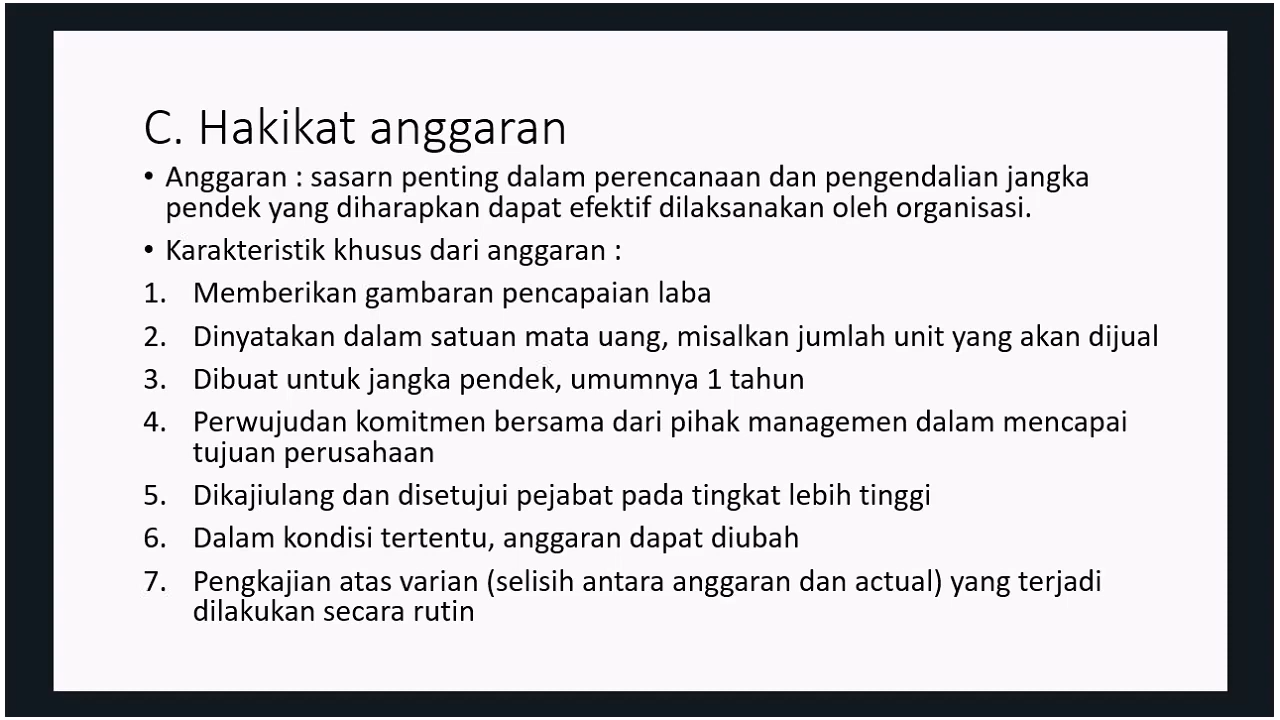 C. Hakikat anggaran
• Anggaran : sasarn penting dalam perencanaan dan pengendalian jangka
pendek yang diharapkan dapat efektif dilaksanakan oleh organisasi.
• Karakteristik khusus dari anggaran :
1. Memberikan gambaran pencapaian laba
2. Dinyatakan dalam satuan mata uang, misalkan jumlah unit yang akan dijual
3. Dibuat untuk jangka pendek, umumnya 1 tahun
4. Perwujudan komitmen bersama dari pihak managemen dalam mencapai
tujuan perusahaan
5. Dikajiulang dan disetujui pejabat pada tingkat lebih tinggi
6. Dalam kondisi tertentu, anggaran dapat diubah
7. Pengkajian atas varian (selisih antara anggaran dan actual) yang terjadi
dilakukan secara rutin